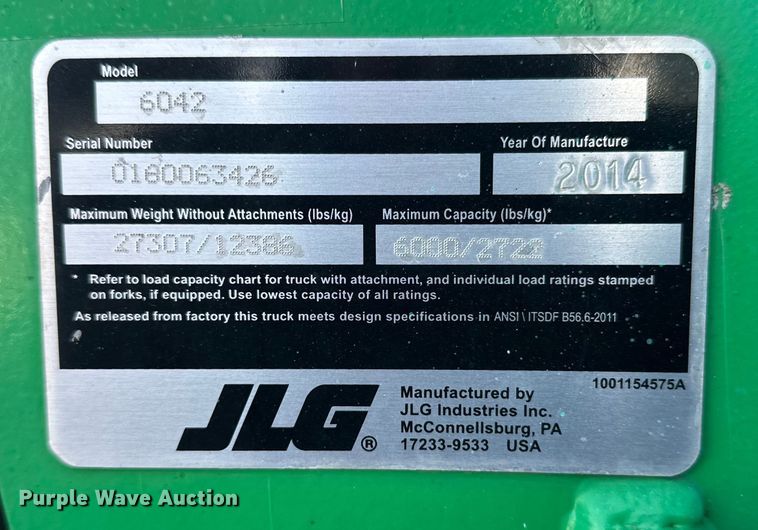 Model
6042
Serial Number
Year Of Manufacture
0160063426
2014
Maximum Weight Without Attachments (lbs/kg)
Maximum Capacity (lbs/kg)*
27307/12386
6000/2722
* Refer to load capacity chart for truck with attachment, and individual load ratings stamped
on forks, if equipped. Use lowest capacity of all ratings.
As released from factory this truck meets design specifications in ANSI \ ITSDF B56.6-2011
1001154575A
JLG®
Manufactured by
JLG Industries Inc.
McConnellsburg, PA
17233-9533 USA
Purple Wave Auction